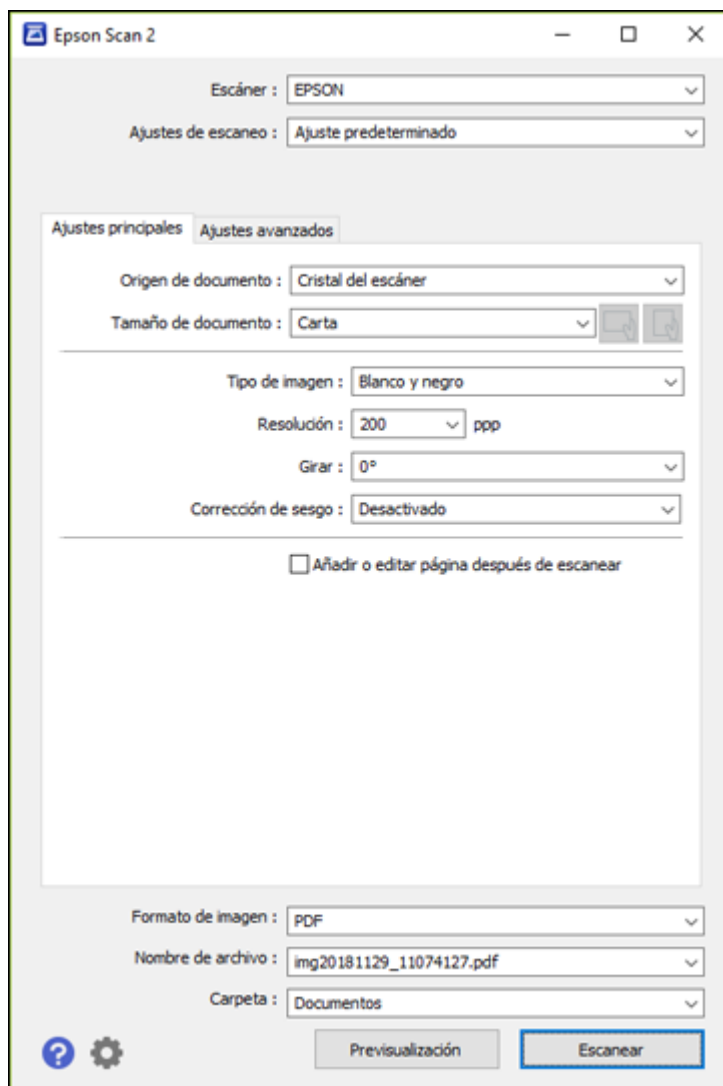 Epson Scan 2
Escáner : EPSON
Ajustes de escaneo : Ajuste predeterminado
Ajustes principales Ajustes avanzados
Origen de documento : Cristal del escáner
Tamaño de documento : Carta
Tipo de imagen : Blanco y negro
Resolución : 200 ppp
Girar : 0°
Corrección de sesgo : Desactivado
Añadir o editar página después de escanear
Formato de imagen : PDF
Nombre de archivo : img20181129_11074127.pdf
Carpeta : Documentos
? Previsualización Escanear